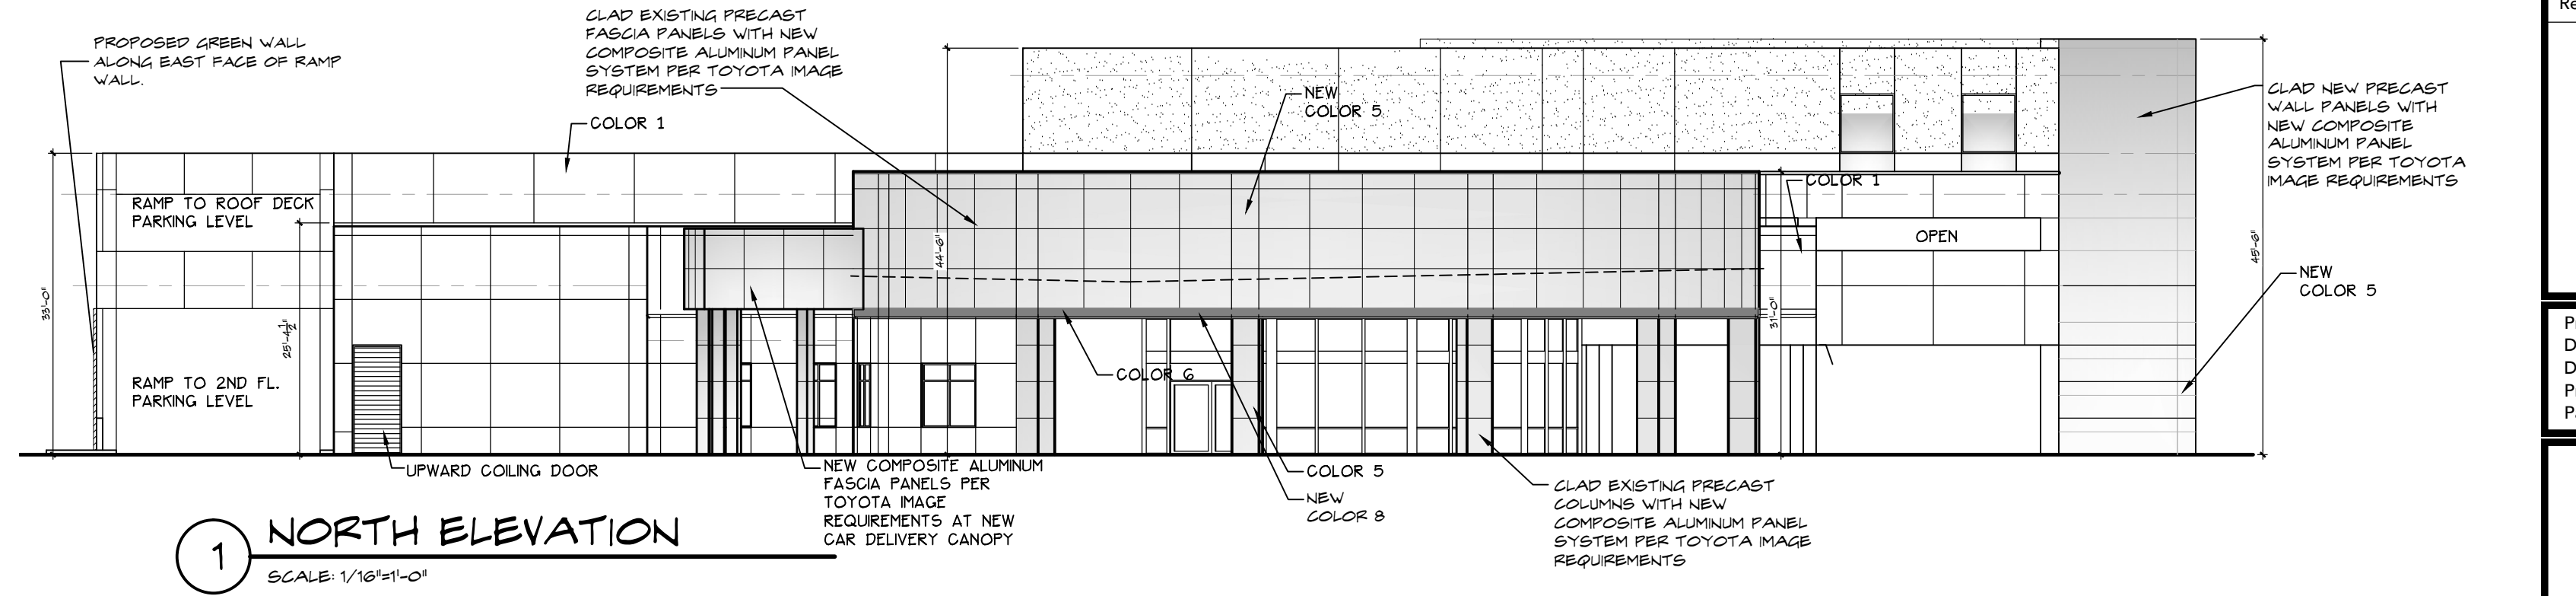 PROPOSED GREEN WALL
ALONG EAST FACE OF RAMP
WALL.
CLAD EXISTING PRECAST
FASCIA PANELS WITH NEW
COMPOSITE ALUMINUM PANEL
SYSTEM PER TOYOTA IMAGE
REQUIREMENTS
COLOR 1
NEW
COLOR 5
CLAD NEW PRECAST
WALL PANELS WITH
NEW COMPOSITE
ALUMINUM PANEL
SYSTEM PER TOYOTA
IMAGE REQUIREMENTS
COLOR 1
RAMP TO ROOF DECK
PARKING LEVEL
OPEN
44'-6"
45'-6"
NEW
COLOR 5
33'-0"
25'-4 1/2"
31'-0"
COLOR 6
RAMP TO 2ND FL.
PARKING LEVEL
UPWARD COILING DOOR
NEW COMPOSITE ALUMINUM
FASCIA PANELS PER
TOYOTA IMAGE
REQUIREMENTS AT NEW
CAR DELIVERY CANOPY
COLOR 5
NEW
COLOR 8
CLAD EXISTING PRECAST
COLUMNS WITH NEW
COMPOSITE ALUMINUM PANEL
SYSTEM PER TOYOTA IMAGE
REQUIREMENTS
1
NORTH ELEVATION
SCALE: 1/16"=1'-0"